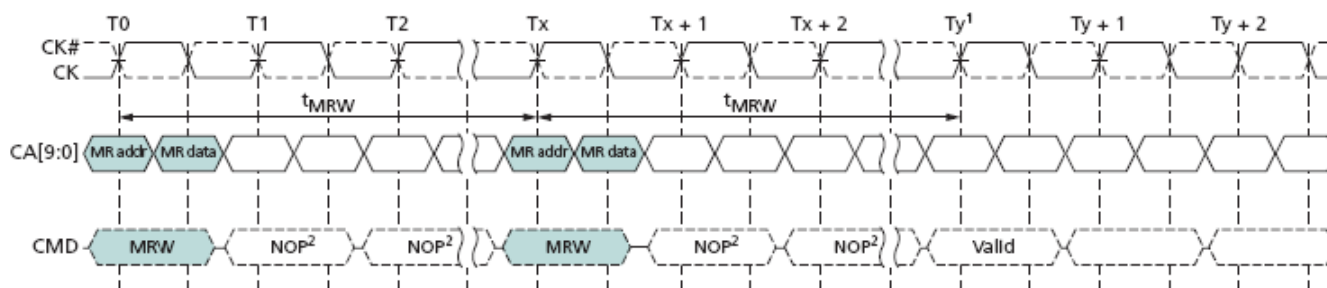 T0 T1 T2 Tx Tx + 1 Tx + 2 Ty¹ Ty + 1 Ty + 2
CK#
CK
tMRW tMRW
CA[9:0] MR addr MR data MR addr MR data
CMD MRW NOP² NOP² MRW NOP² NOP² Valid